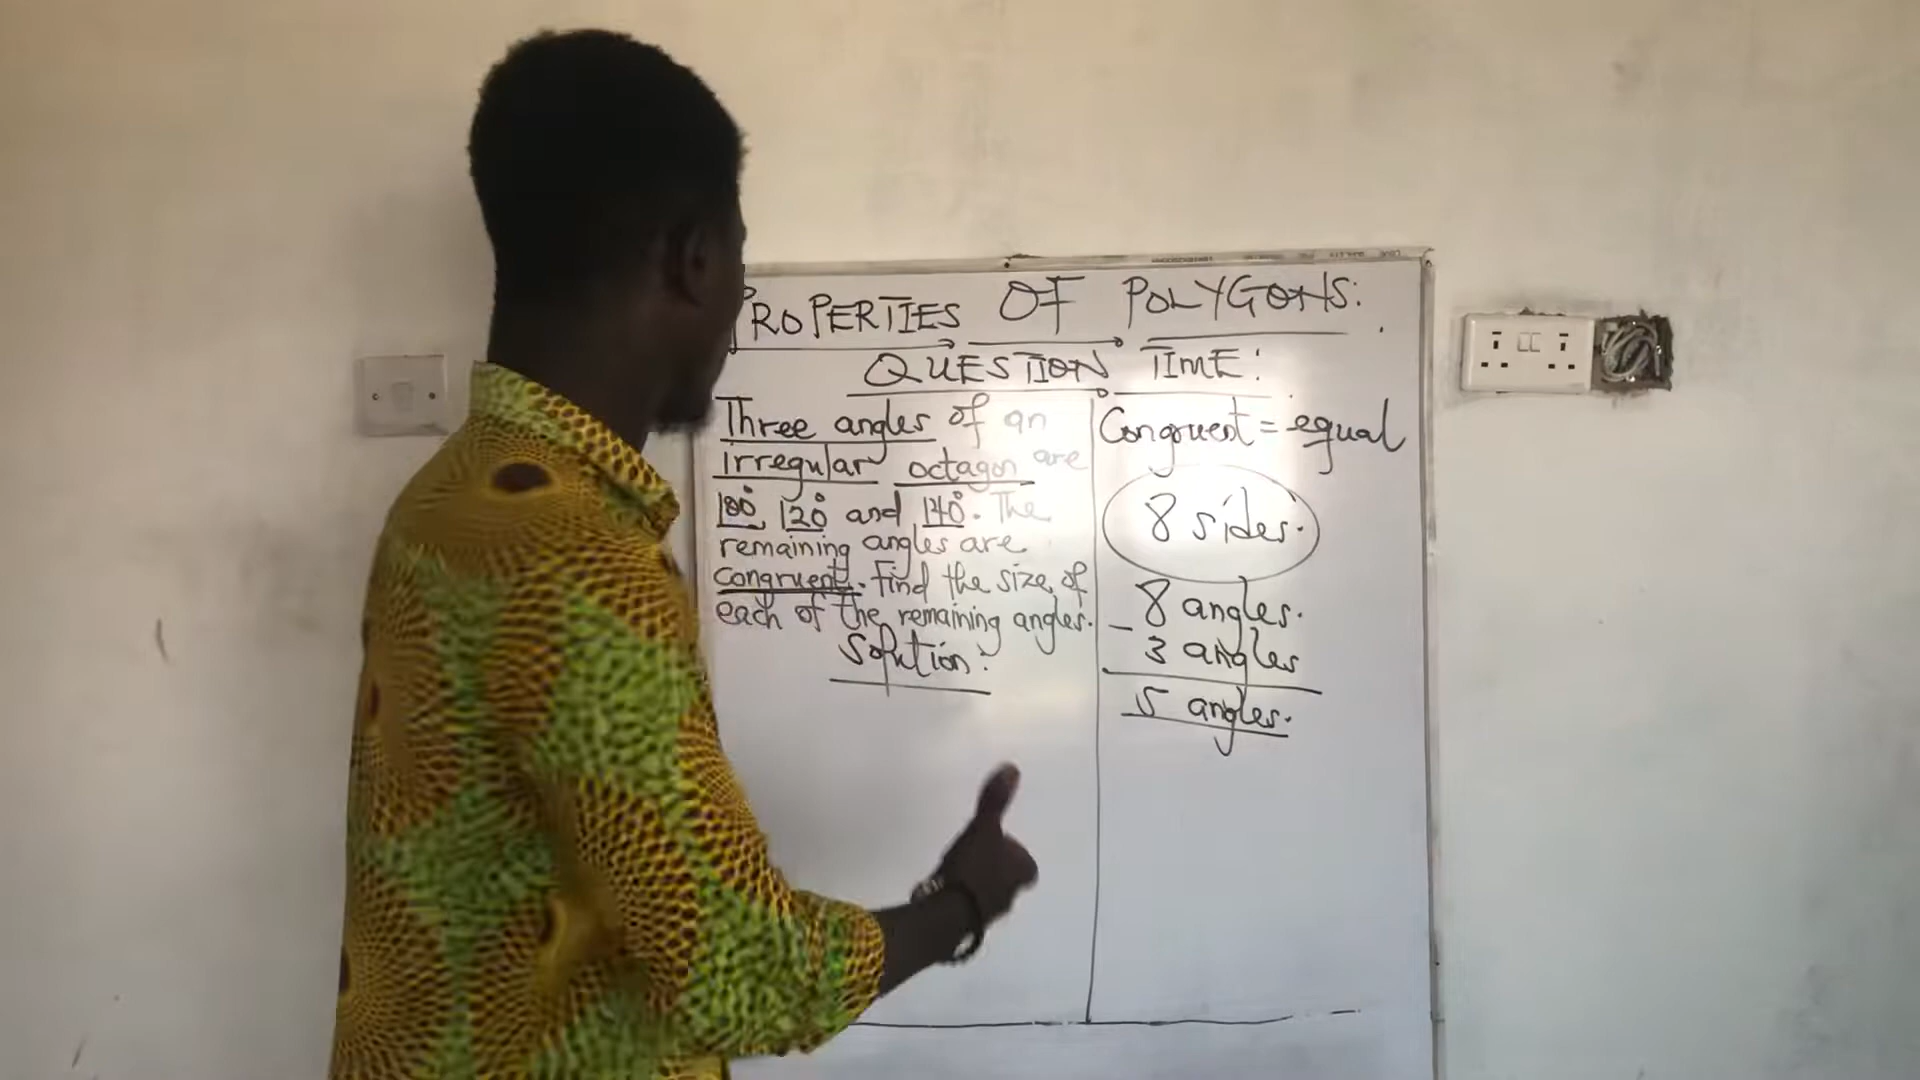 PROPERTIES OF POLYGONS:
QUESTION TIME:
Three angles of an
irregular octagon are
100°, 120° and 140°. The
remaining angles are
congruent. Find the size of
each of the remaining angles.
Solution:
Congruent = equal
8 sides.
8 angles.
- 3 angles
5 angles.